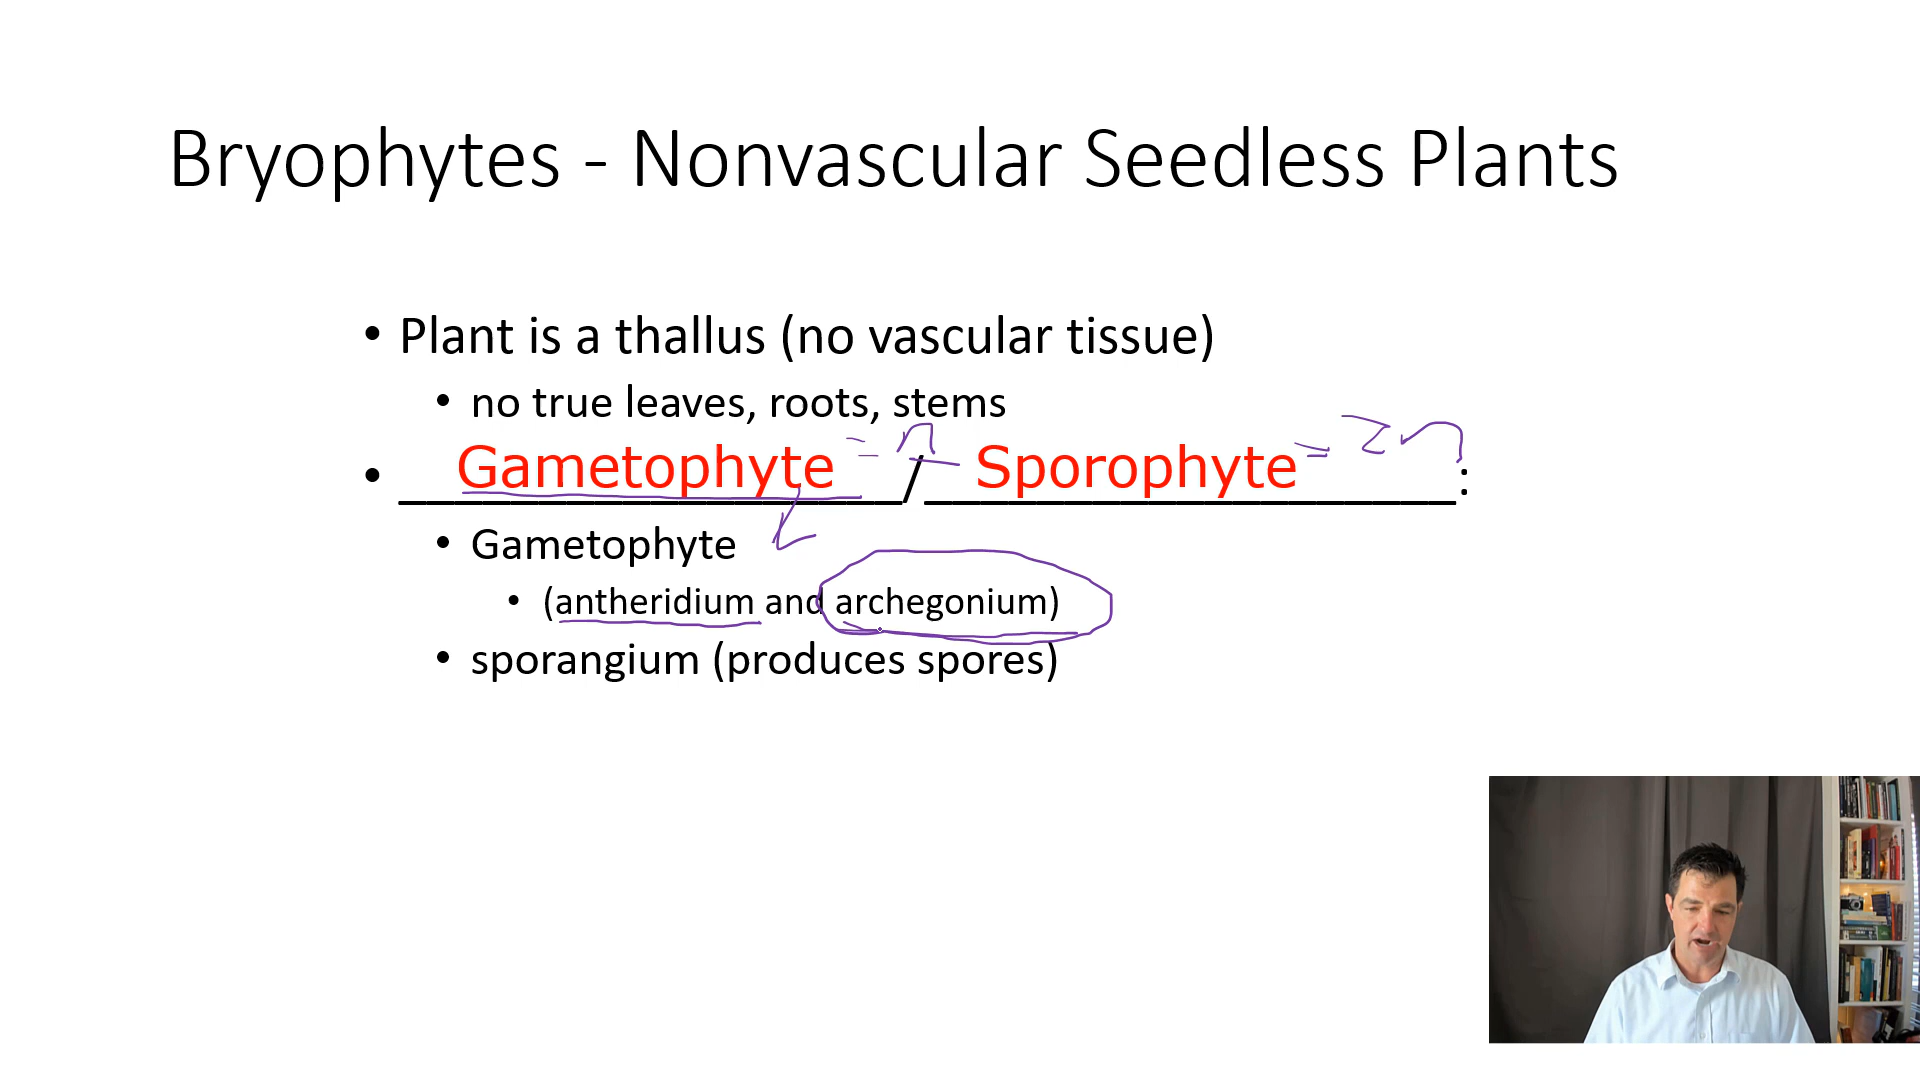 Bryophytes - Nonvascular Seedless Plants
• Plant is a thallus (no vascular tissue)
• no true leaves, roots, stems
• Gametophyte = n / Sporophyte = 2n :
• Gametophyte
• (antheridium and archegonium)
• sporangium (produces spores)